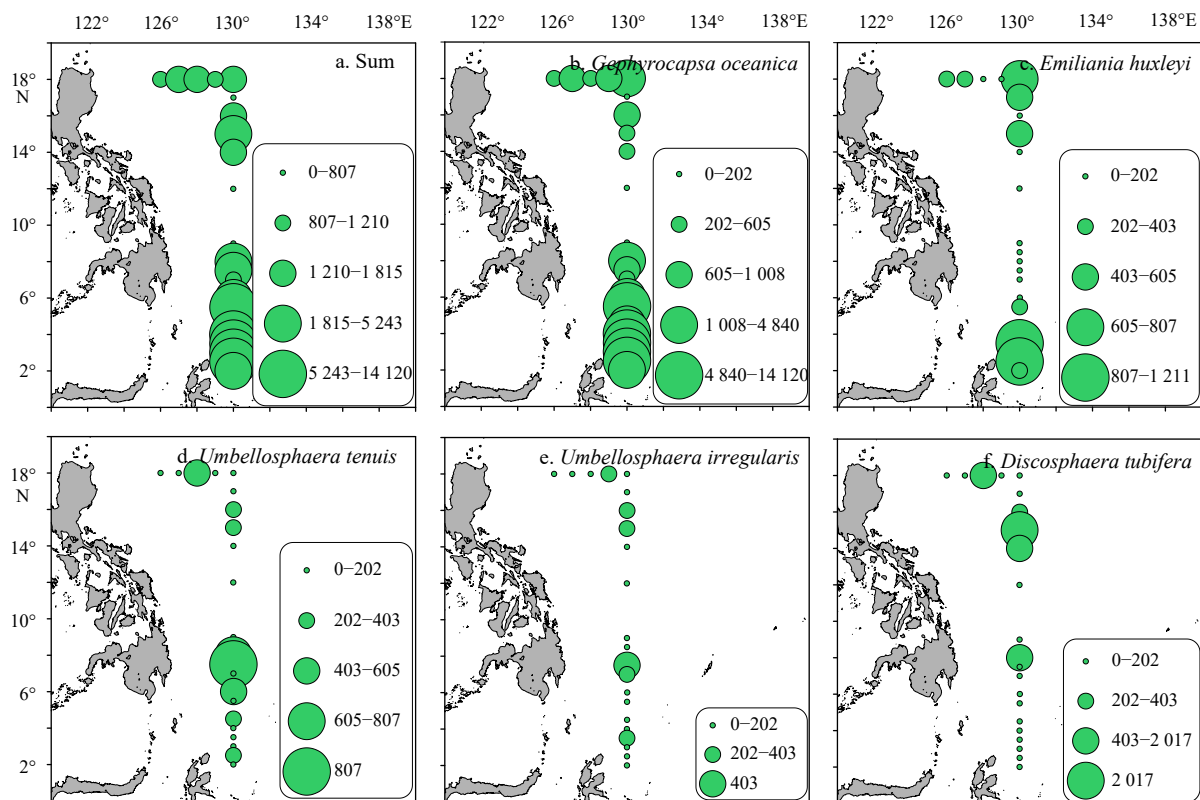 122° 126° 130° 134° 138°E 122° 126° 130° 134° 138°E 122° 126° 130° 134° 138°E
18°
N
14°
10°
6°
2°
a. Sum
0−807
807−1 210
1 210−1 815
1 815−5 243
5 243−14 120
b. Gephyrocapsa oceanica
0−202
202−605
605−1 008
1 008−4 840
4 840−14 120
c. Emiliania huxleyi
0−202
202−403
403−605
605−807
807−1 211
18°
N
14°
10°
6°
2°
d. Umbellosphaera tenuis
0−202
202−403
403−605
605−807
807
e. Umbellosphaera irregularis
0−202
202−403
403
f. Discosphaera tubifera
0−202
202−403
403−2 017
2 017